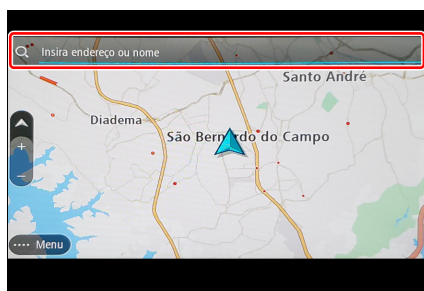 Insira endereço ou nome
Santo André
Diadema
São Bernardo do Campo
+
−
Menu